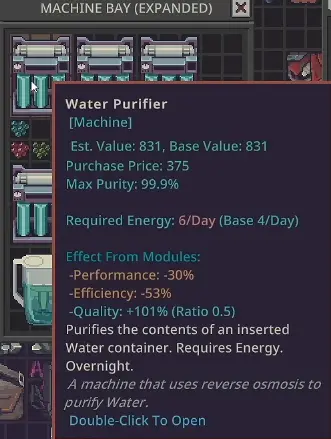 MACHINE BAY (EXPANDED)
Water Purifier
[Machine]
Est. Value: 831, Base Value: 831
Purchase Price: 375
Max Purity: 99.9%
Required Energy: 6/Day (Base 4/Day)
Effect From Modules:
-Performance: -30%
-Efficiency: -53%
-Quality: +101% (Ratio 0.5)
Purifies the contents of an inserted
Water container. Requires Energy.
Overnight.
A machine that uses reverse osmosis to
purify Water.
Double-Click To Open